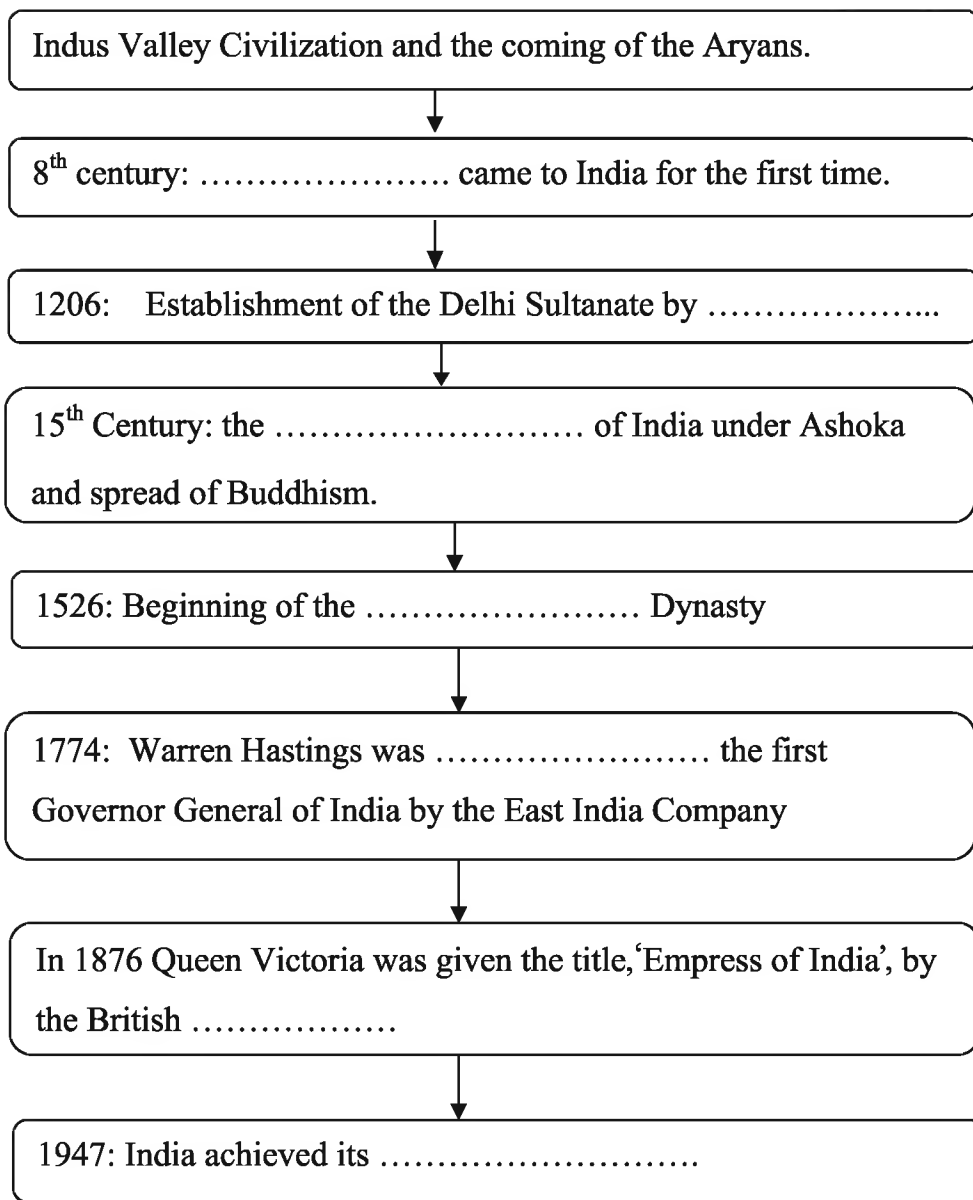 Indus Valley Civilization and the coming of the Aryans.
8th century: ........................ came to India for the first time.
1206: Establishment of the Delhi Sultanate by ......................
15th Century: the .............................. of India under Ashoka
and spread of Buddhism.
1526: Beginning of the ........................... Dynasty
1774: Warren Hastings was ........................... the first
Governor General of India by the East India Company
In 1876 Queen Victoria was given the title,‘Empress of India’, by
the British ....................
1947: India achieved its ...............................